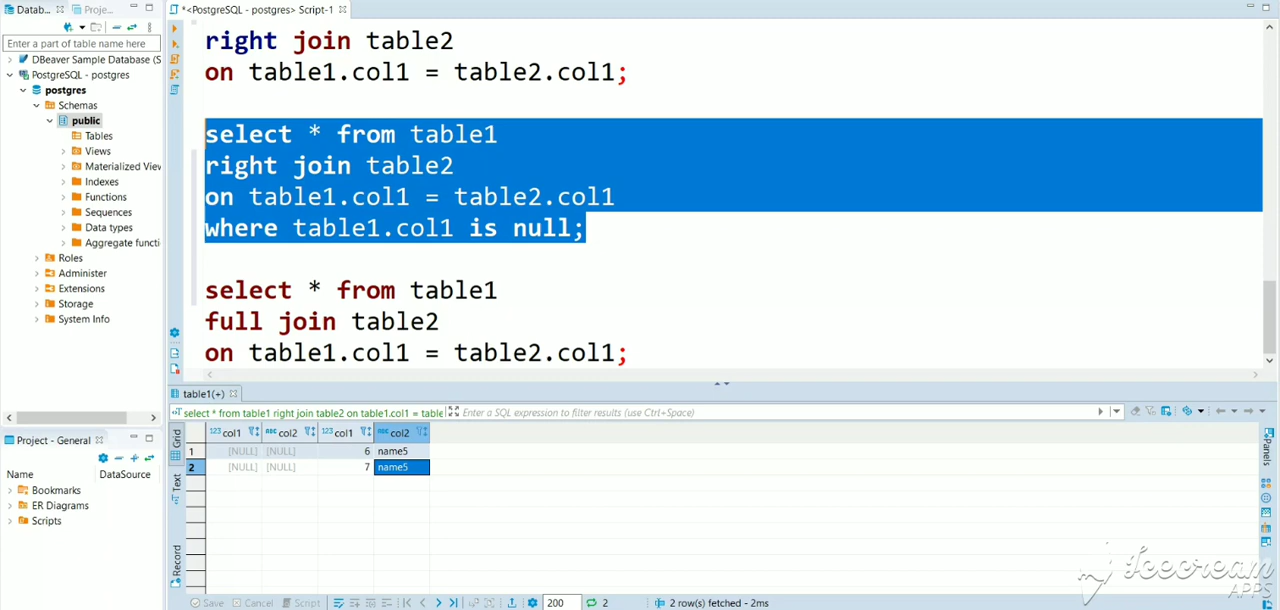 Datab...
Proje...
*<PostgreSQL - postgres> Script-1
Enter a part of table name here
DBeaver Sample Database (S
PostgreSQL - postgres
postgres
Schemas
public
Tables
Views
Materialized View
Indexes
Functions
Sequences
Data types
Aggregate functi
Roles
Administer
Extensions
Storage
System Info
right join table2
on table1.col1 = table2.col1;
select * from table1
right join table2
on table1.col1 = table2.col1
where table1.col1 is null;
select * from table1
full join table2
on table1.col1 = table2.col1;
table1(+)
select * from table1 right join table2 on table1.col1 = table
Enter a SQL expression to filter results (use Ctrl+Space)
Grid
Text
Record
Panels
123 col1 ABC col2 123 col1 ABC col2
1 [NULL] [NULL] 6 name5
2 [NULL] [NULL] 7 name5
Project - General
Name DataSource
Bookmarks
ER Diagrams
Scripts
Save Cancel Script 200 2 2 row(s) fetched - 2ms
Icecream
APPS